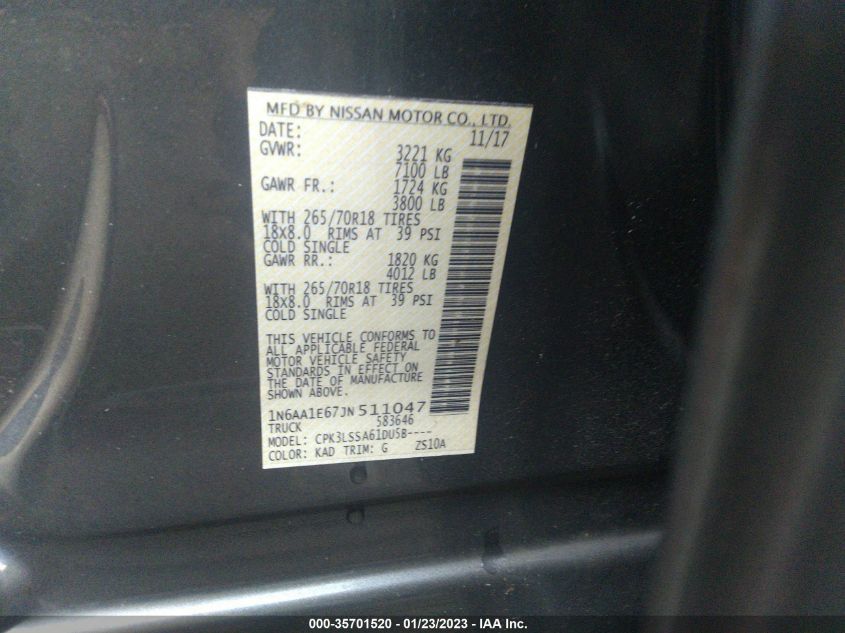 MFD BY NISSAN MOTOR CO., LTD.
DATE: 11/17
GVWR: 3221 KG
7100 LB
GAWR FR.: 1724 KG
3800 LB
WITH 265/70R18 TIRES
18X8.0 RIMS AT 39 PSI
COLD SINGLE
GAWR RR.: 1820 KG
4012 LB
WITH 265/70R18 TIRES
18X8.0 RIMS AT 39 PSI
COLD SINGLE
THIS VEHICLE CONFORMS TO
ALL APPLICABLE FEDERAL
MOTOR VEHICLE SAFETY
STANDARDS IN EFFECT ON
THE DATE OF MANUFACTURE
SHOWN ABOVE.
1N6AA1E67JN511047
TRUCK 583646
MODEL: CPK3LSSA61DU5B----
COLOR: KAD TRIM: G ZS10A
000-35701520 - 01/23/2023 - IAA Inc.